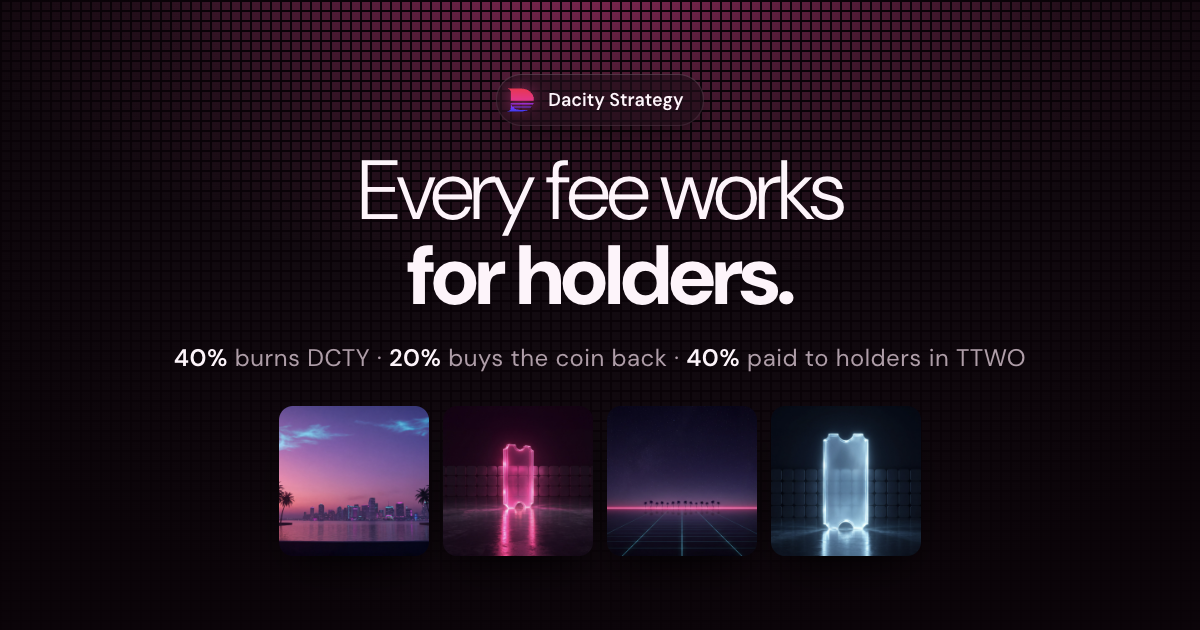 Dacity Strategy
Every fee works
for holders.
40% burns DCTY · 20% buys the coin back · 40% paid to holders in TTWO